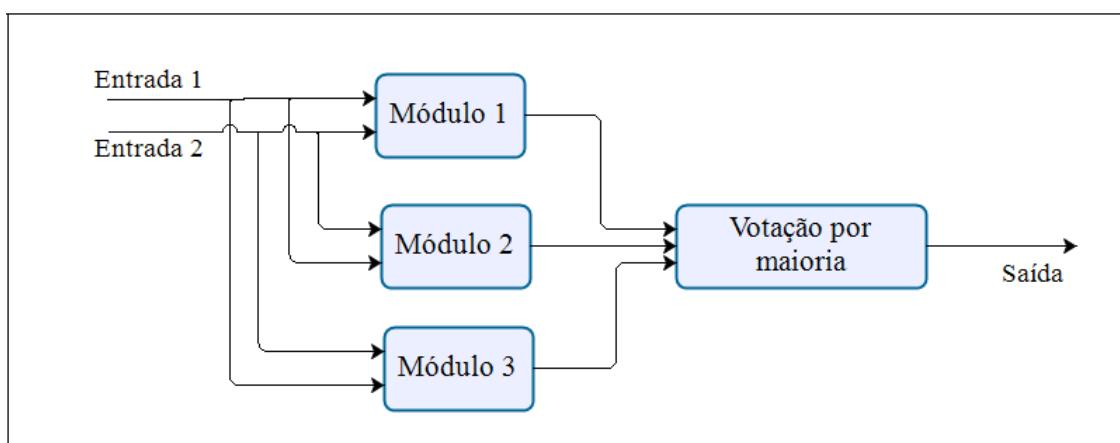 Entrada 1
Entrada 2
Módulo 1
Módulo 2
Módulo 3
Votação por
maioria
Saída